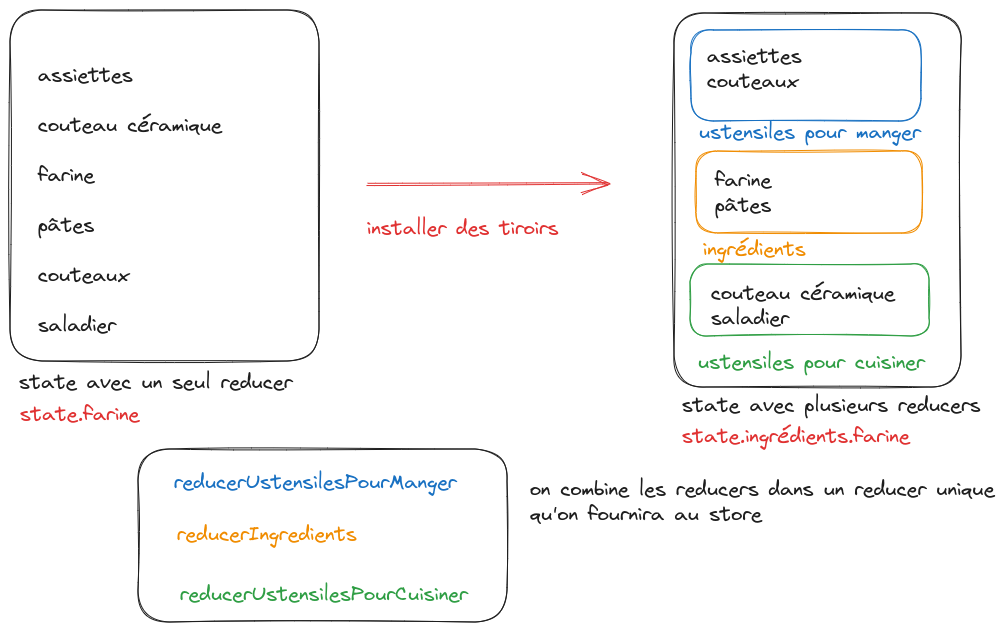 assiettes
couteau céramique
farine
pâtes
couteaux
saladier
state avec un seul reducer
state.farine
installer des tiroirs
assiettes
couteaux
ustensiles pour manger
farine
pâtes
ingrédients
couteau céramique
saladier
ustensiles pour cuisiner
state avec plusieurs reducers
state.ingrédients.farine
reducerUstensilesPourManger
reducerIngredients
reducerUstensilesPourCuisiner
on combine les reducers dans un reducer unique
qu'on fournira au store